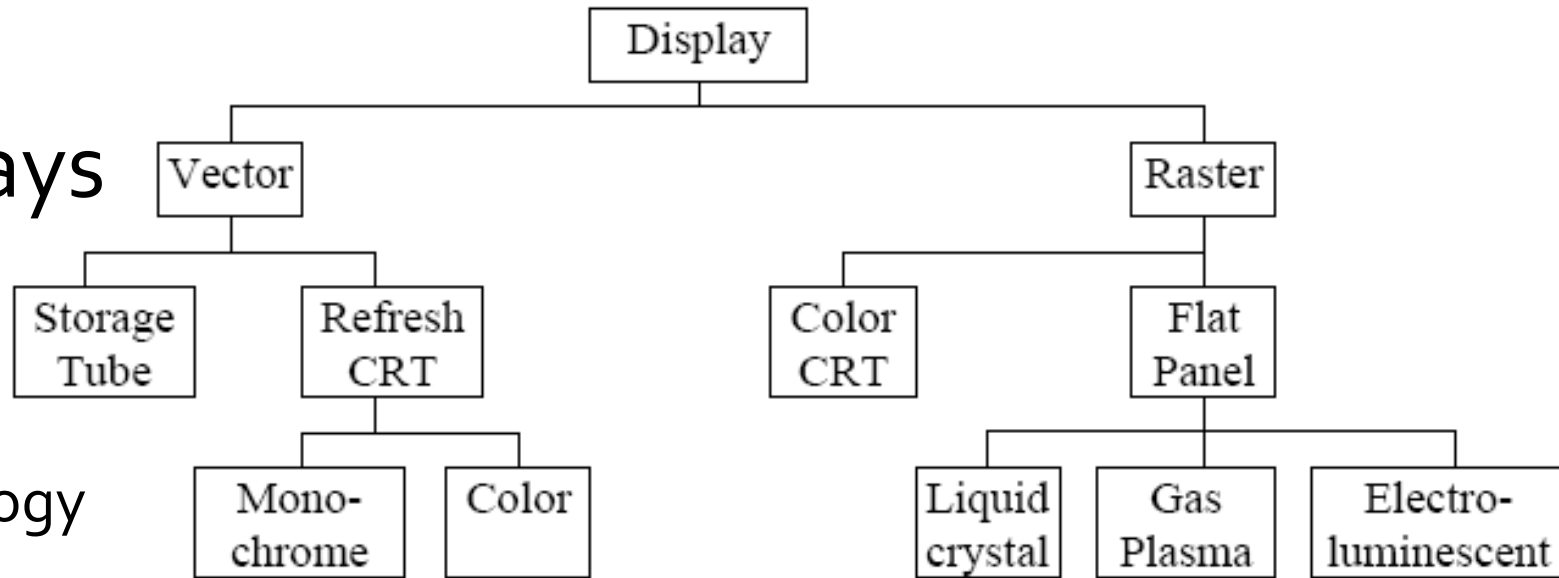 Display
ays
Vector
Raster
Storage
Tube
Refresh
CRT
Color
CRT
Flat
Panel
ogy
Mono-
chrome
Color
Liquid
crystal
Gas
Plasma
Electro-
luminescent